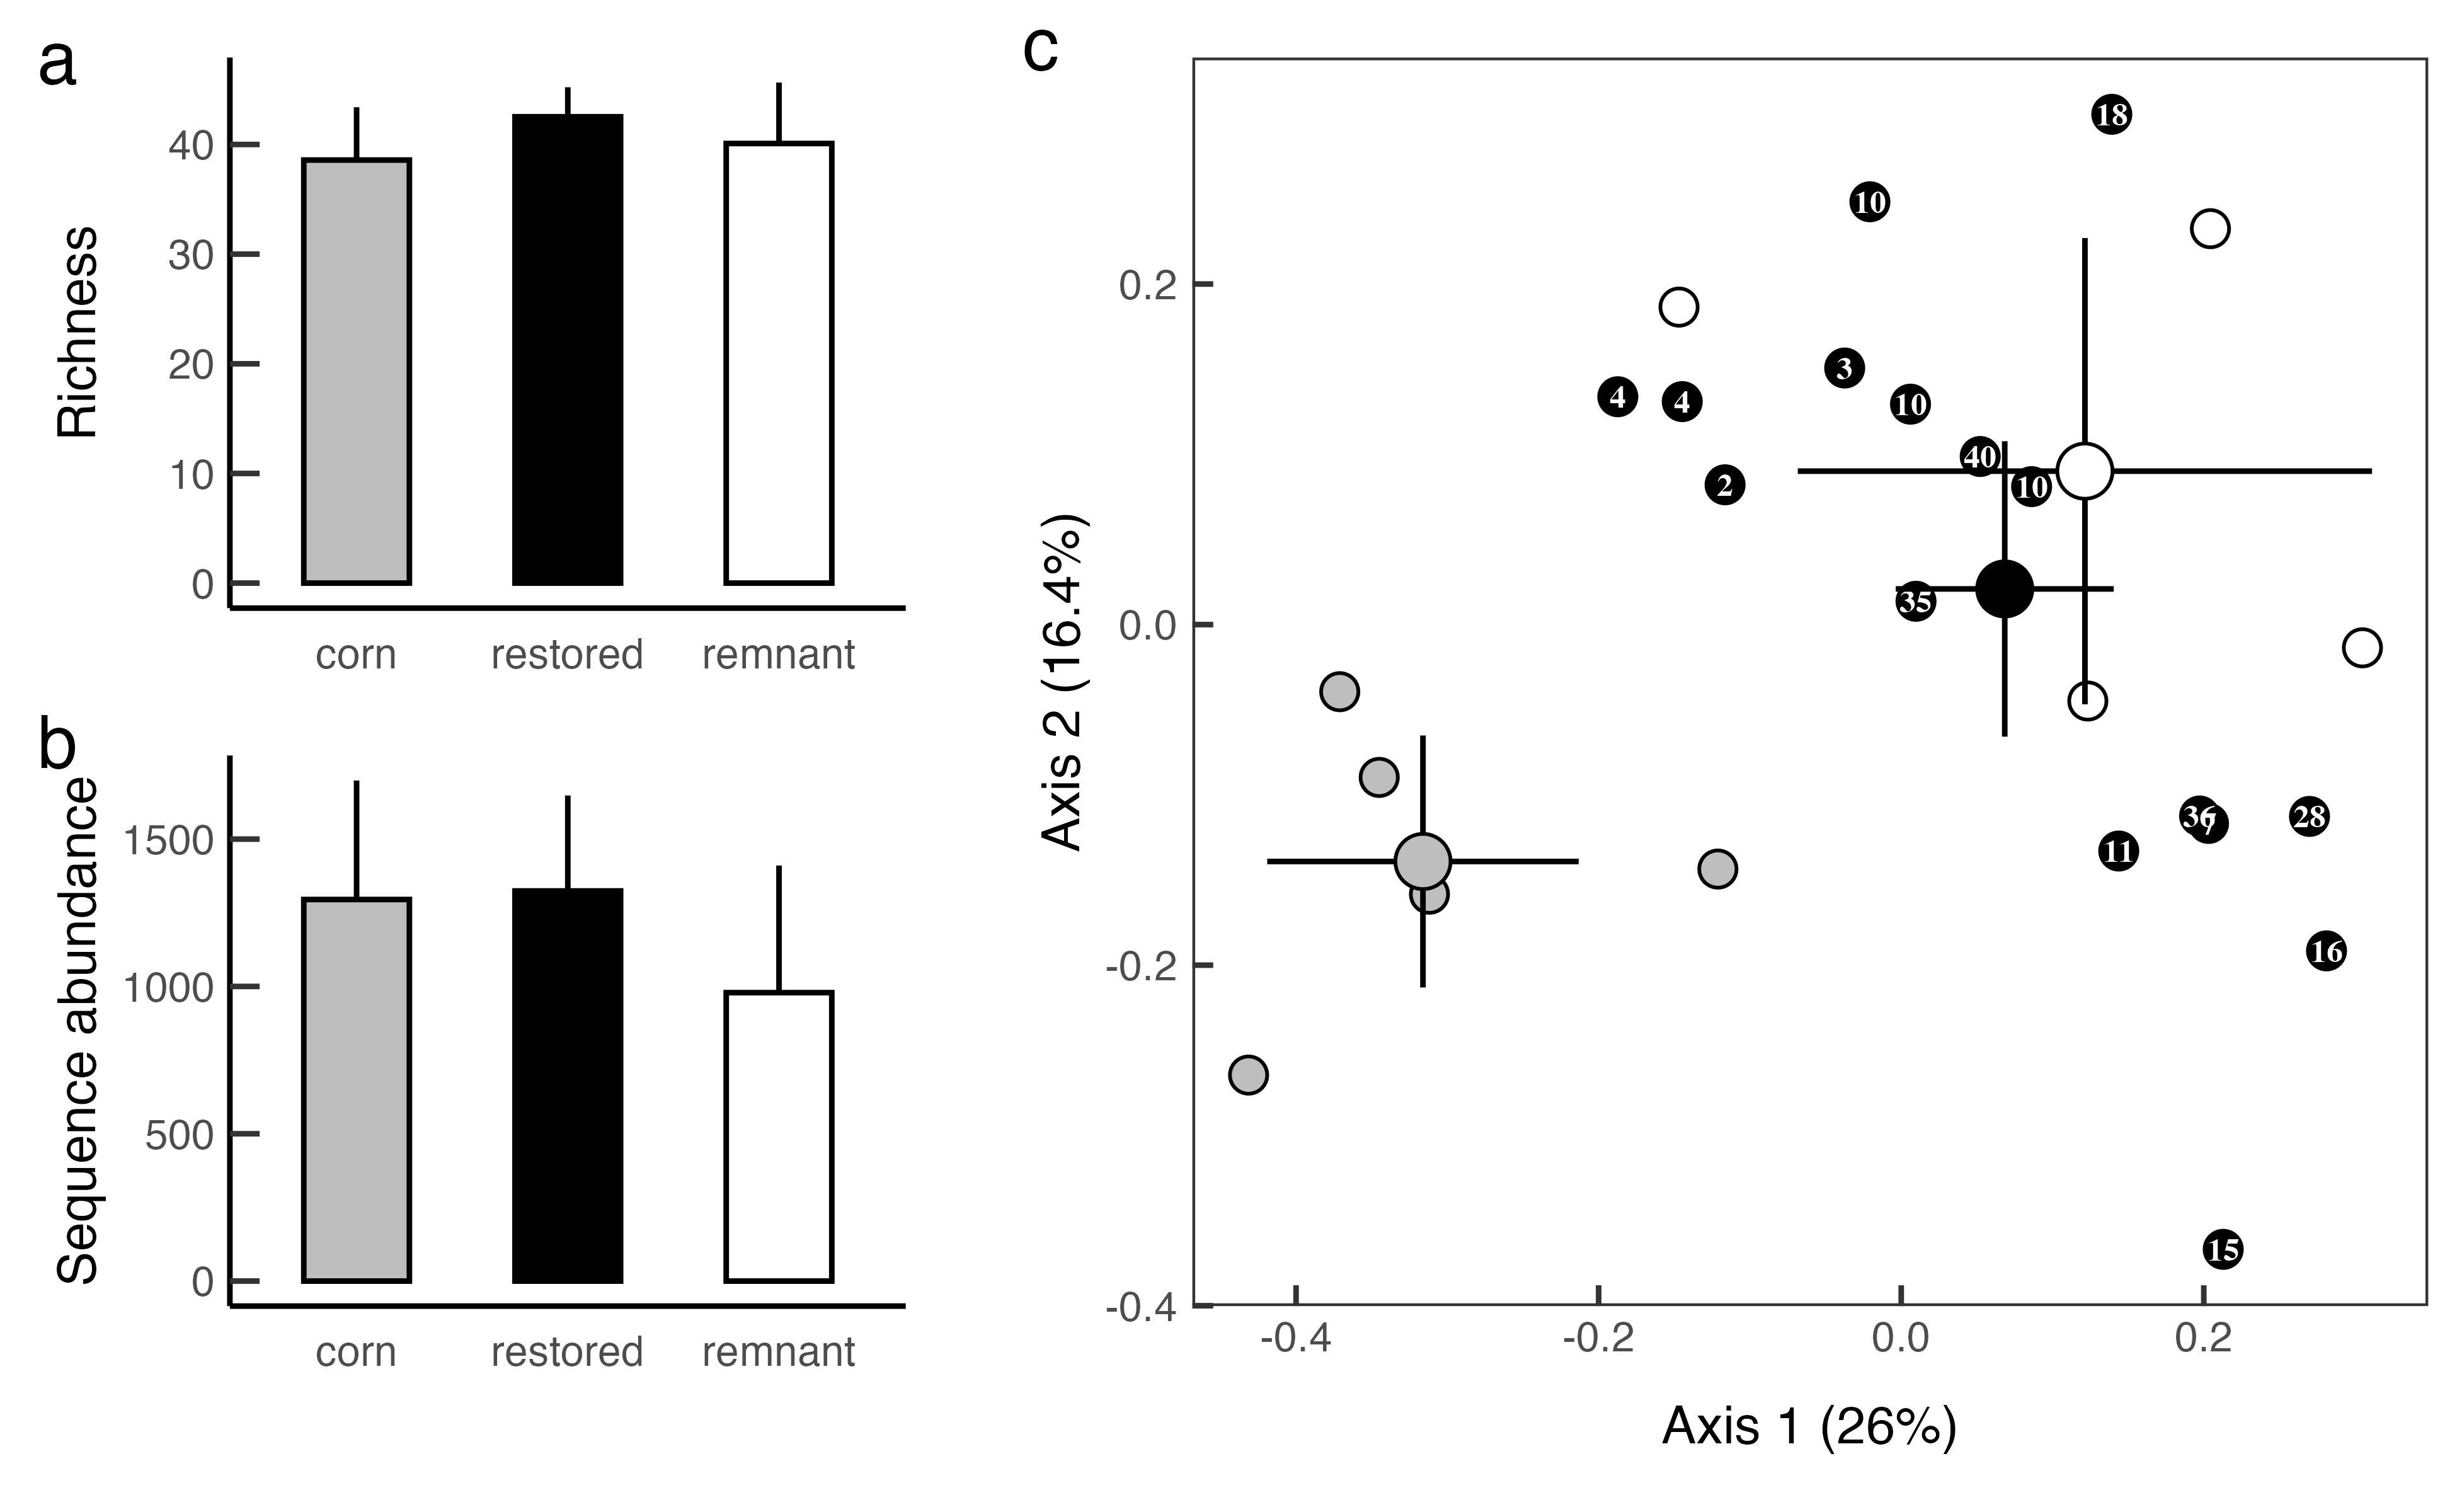 a
Richness
40
30
20
10
0
corn restored remnant
b
Sequence abundance
1500
1000
500
0
corn restored remnant
c
Axis 2 (16.4%)
0.2
0.0
-0.2
-0.4
18
10
3
4 4
10
40
2
10
35
36 7 28
11
16
15
-0.4 -0.2 0.0 0.2
Axis 1 (26%)